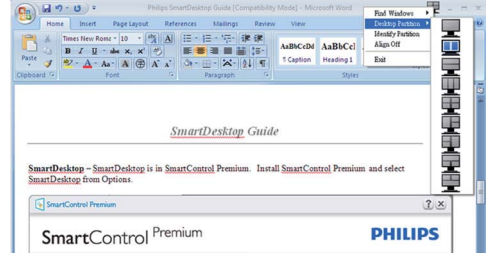 Philips SmartDesktop Guide [Compatibility Mode] - Microsoft Word
Home Insert Page Layout References Mailings Review View
Find Windows
Desktop Partition
Identify Partition
Align Off
Exit
Times New Roma 10
Paste
B I U abc x, x²
AaBbCcDd AaBbCcI
¶ Caption Heading 1
Clipboard Font Paragraph Styles
SmartDesktop Guide
SmartDesktop – SmartDesktop is in SmartControl Premium. Install SmartControl Premium and select
SmartDesktop from Options.
SmartControl Premium
SmartControl Premium PHILIPS